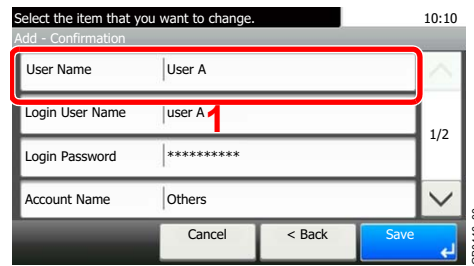 Select the item that you want to change.
10:10
Add - Confirmation
User Name User A
Login User Name user A
1
1/2
Login Password **********
Account Name Others
Cancel < Back Save